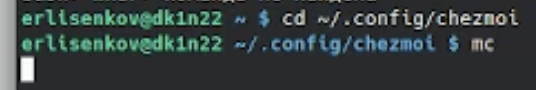 erlisenkov@dk1n22 ~ $ cd ~/.config/chezmoi
erlisenkov@dk1n22 ~/.config/chezmoi $ mc